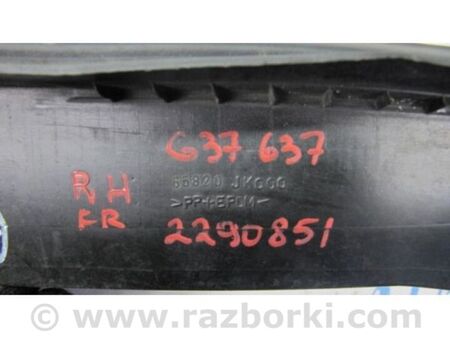 G37 637
RH
FR
65820 JK000
>PP+EPDM<
2290851
www.razborki.com